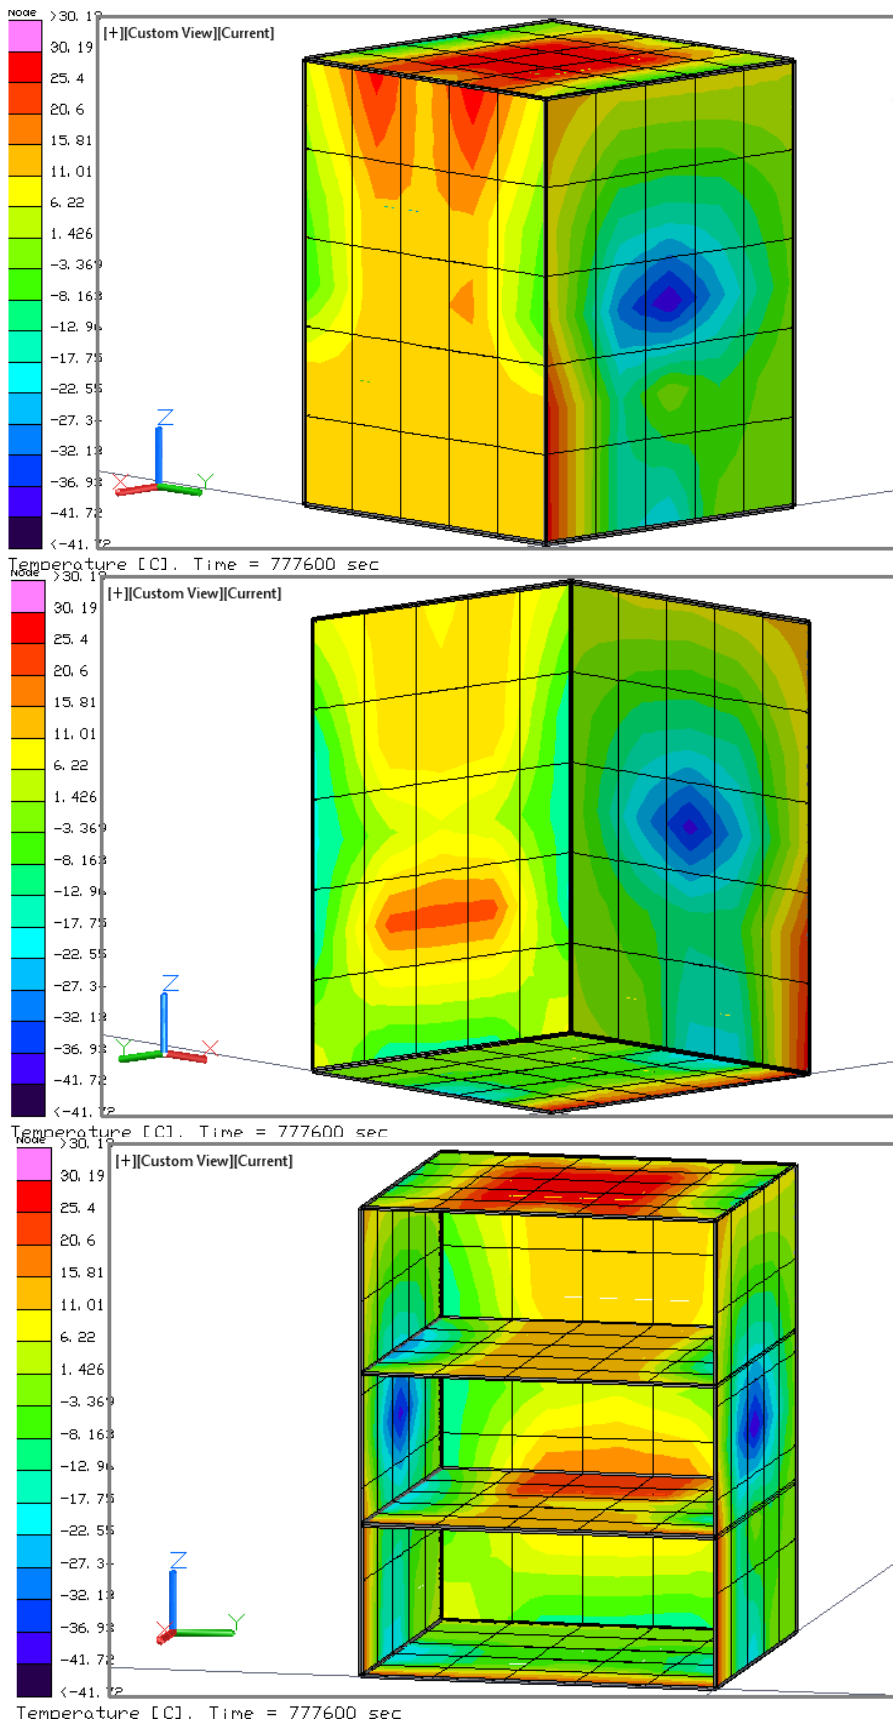 Node >30.19
[+][Custom View][Current]
30.19
25.4
20.6
15.81
11.01
6.22
1.426
-3.369
-8.163
-12.96
-17.75
-22.55
-27.34
-32.13
-36.93
-41.72
<-41.72
Z
X
Y
Temperature [C], Time = 777600 sec
Node >30.19
[+][Custom View][Current]
30.19
25.4
20.6
15.81
11.01
6.22
1.426
-3.369
-8.163
-12.96
-17.75
-22.55
-27.34
-32.13
-36.93
-41.72
<-41.72
Z
Y
X
Temperature [C], Time = 777600 sec
Node >30.19
[+][Custom View][Current]
30.19
25.4
20.6
15.81
11.01
6.22
1.426
-3.369
-8.163
-12.96
-17.75
-22.55
-27.34
-32.13
-36.93
-41.72
<-41.72
Z
X
Y
Temperature [C], Time = 777600 sec